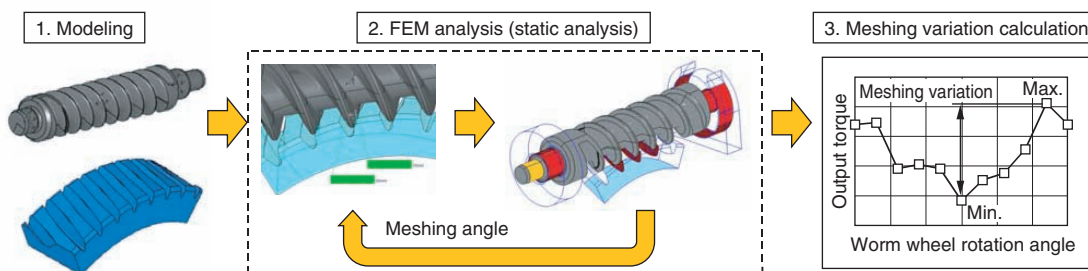 1. Modeling
2. FEM analysis (static analysis)
3. Meshing variation calculation
Meshing angle
Output torque
Meshing variation
Max.
Min.
Worm wheel rotation angle